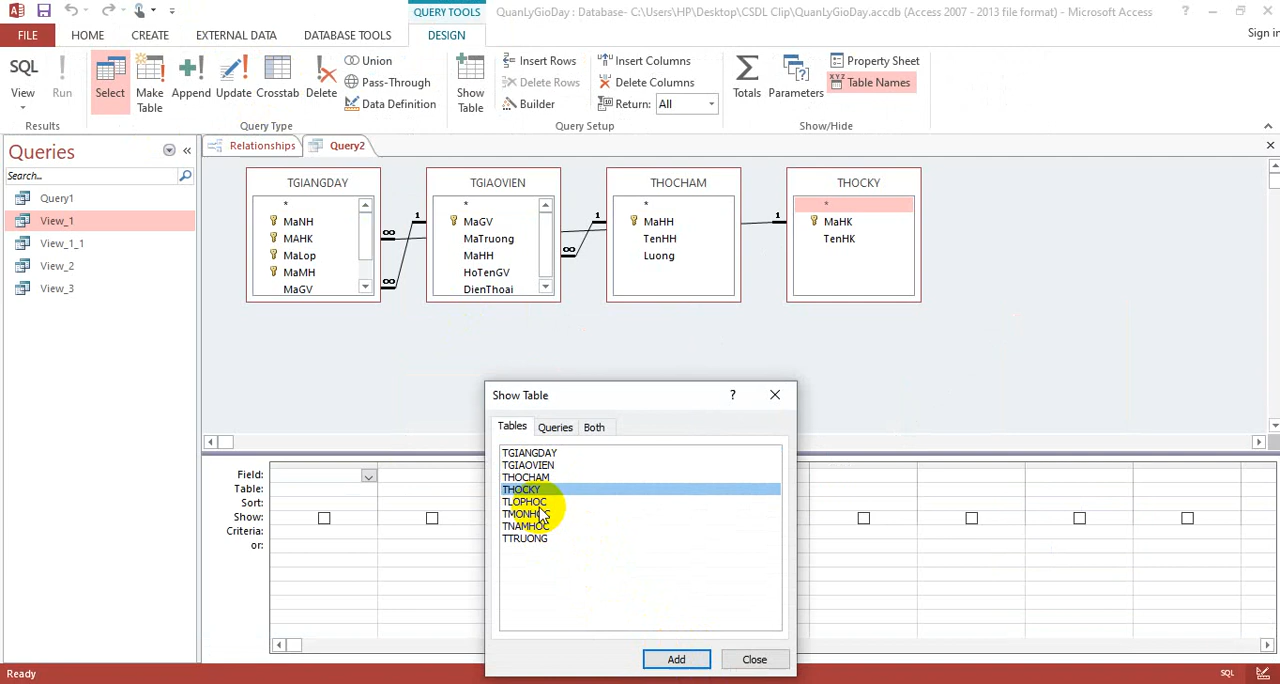 QUERY TOOLS
QuanLyGioDay : Database- C:\Users\HP\Desktop\CSDL Clip\QuanLyGioDay.accdb (Access 2007 - 2013 file format) - Microsoft Access
?
FILE HOME CREATE EXTERNAL DATA DATABASE TOOLS DESIGN
Sign in
SQL View
Run
Results
Select
Make Table
Append
Update
Crosstab
Delete
Union
Pass-Through
Data Definition
Query Type
Show Table
Insert Rows
Delete Rows
Builder
Insert Columns
Delete Columns
Return: All
Query Setup
Totals
Parameters
Property Sheet
Table Names
Show/Hide
Queries
Search...
Query1
View_1
View_1_1
View_2
View_3
Relationships
Query2
TGIANGDAY
*
MaNH
MAHK
MaLop
MaMH
MaGV
TGIAOVIEN
*
MaGV
MaTruong
MaHH
HoTenGV
DienThoai
THOCHAM
*
MaHH
TenHH
Luong
THOCKY
*
MaHK
TenHK
1
1
1
∞
∞
∞
Field:
Table:
Sort:
Show:
Criteria:
or:
Show Table
?
Tables Queries Both
TGIANGDAY
TGIAOVIEN
THOCHAM
THOCKY
TLOPHOC
TMONHOC
TNAMHOC
TTRUONG
Add
Close
Ready
SQL